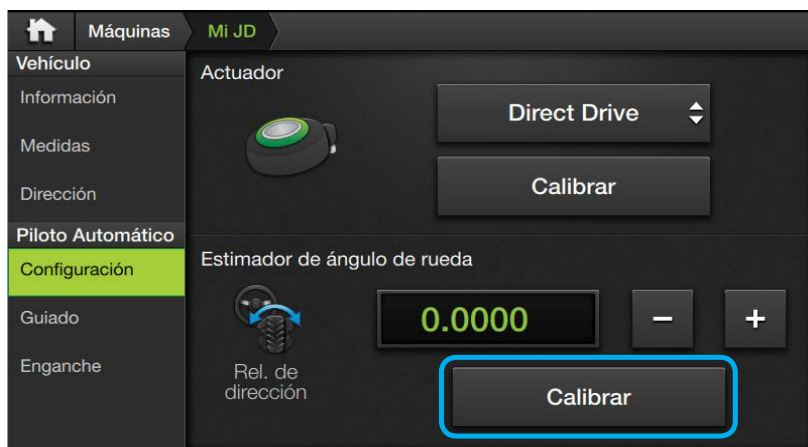 Máquinas
Mi JD
Vehículo
Información
Medidas
Dirección
Piloto Automático
Configuración
Guiado
Enganche
Actuador
Direct Drive
Calibrar
Estimador de ángulo de rueda
0.0000
−
+
Rel. de
dirección
Calibrar